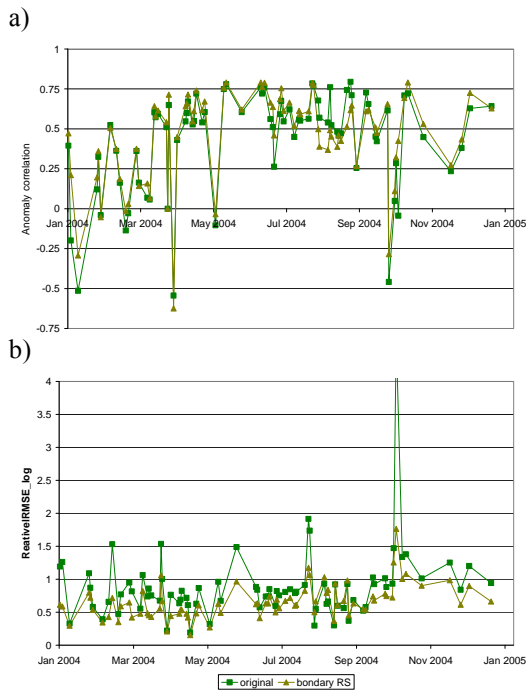 a)
1
0.75
0.5
0.25
0
-0.25
-0.5
-0.75
Anomaly correlation
Jan 2004 Mar 2004 May 2004 Jul 2004 Sep 2004 Nov 2004 Jan 2005
b)
4
3.5
3
2.5
2
1.5
1
0.5
0
ReativelRMSE_log
Jan 2004 Mar 2004 May 2004 Jul 2004 Sep 2004 Nov 2004 Jan 2005
original bondary RS